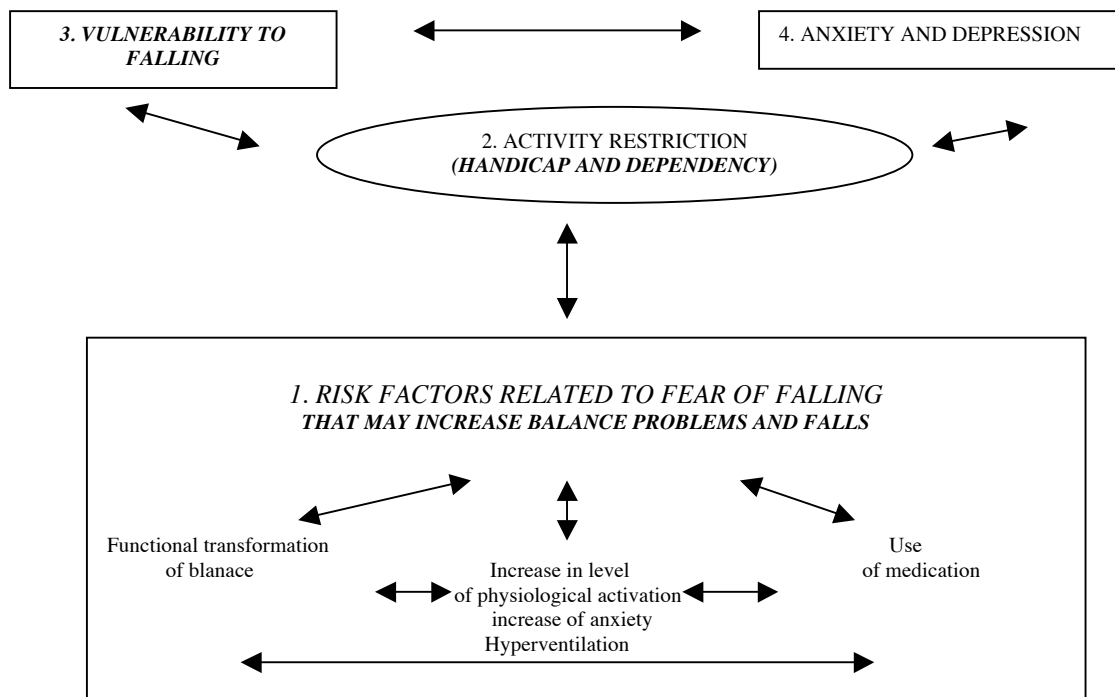 3. VULNERABILITY TO
FALLING
4. ANXIETY AND DEPRESSION
2. ACTIVITY RESTRICTION
(HANDICAP AND DEPENDENCY)
1. RISK FACTORS RELATED TO FEAR OF FALLING
THAT MAY INCREASE BALANCE PROBLEMS AND FALLS
Functional transformation
of blanace
Increase in level
of physiological activation
increase of anxiety
Hyperventilation
Use
of medication